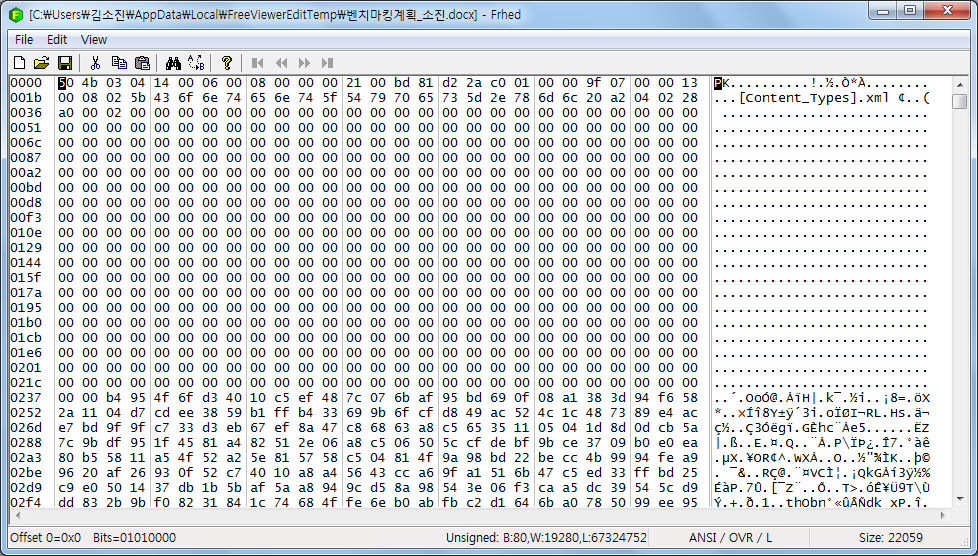 [C:₩Users₩김소진₩AppData₩Local₩FreeViewerEditTemp₩벤치마킹계획_소진.docx] - Frhed
File Edit View
0000 50 4b 03 04 14 00 06 00 08 00 00 00 21 00 bd 81 d2 2a c0 01 00 00 9f 07 00 00 13 PK..........!.½.Ò*À........
001b 00 08 02 5b 43 6f 6e 74 65 6e 74 5f 54 79 70 65 73 5d 2e 78 6d 6c 20 a2 04 02 28 ...[Content_Types].xml ¢..(
0036 a0 00 02 00 00 00 00 00 00 00 00 00 00 00 00 00 00 00 00 00 00 00 00 00 00 00 00 ..........................
0051 00 00 00 00 00 00 00 00 00 00 00 00 00 00 00 00 00 00 00 00 00 00 00 00 00 00 00 ...........................
006c 00 00 00 00 00 00 00 00 00 00 00 00 00 00 00 00 00 00 00 00 00 00 00 00 00 00 00 ...........................
0087 00 00 00 00 00 00 00 00 00 00 00 00 00 00 00 00 00 00 00 00 00 00 00 00 00 00 00 ...........................
00a2 00 00 00 00 00 00 00 00 00 00 00 00 00 00 00 00 00 00 00 00 00 00 00 00 00 00 00 ...........................
00bd 00 00 00 00 00 00 00 00 00 00 00 00 00 00 00 00 00 00 00 00 00 00 00 00 00 00 00 ...........................
00d8 00 00 00 00 00 00 00 00 00 00 00 00 00 00 00 00 00 00 00 00 00 00 00 00 00 00 00 ...........................
00f3 00 00 00 00 00 00 00 00 00 00 00 00 00 00 00 00 00 00 00 00 00 00 00 00 00 00 00 ...........................
010e 00 00 00 00 00 00 00 00 00 00 00 00 00 00 00 00 00 00 00 00 00 00 00 00 00 00 00 ...........................
0129 00 00 00 00 00 00 00 00 00 00 00 00 00 00 00 00 00 00 00 00 00 00 00 00 00 00 00 ...........................
0144 00 00 00 00 00 00 00 00 00 00 00 00 00 00 00 00 00 00 00 00 00 00 00 00 00 00 00 ...........................
015f 00 00 00 00 00 00 00 00 00 00 00 00 00 00 00 00 00 00 00 00 00 00 00 00 00 00 00 ...........................
017a 00 00 00 00 00 00 00 00 00 00 00 00 00 00 00 00 00 00 00 00 00 00 00 00 00 00 00 ...........................
0195 00 00 00 00 00 00 00 00 00 00 00 00 00 00 00 00 00 00 00 00 00 00 00 00 00 00 00 ...........................
01b0 00 00 00 00 00 00 00 00 00 00 00 00 00 00 00 00 00 00 00 00 00 00 00 00 00 00 00 ...........................
01cb 00 00 00 00 00 00 00 00 00 00 00 00 00 00 00 00 00 00 00 00 00 00 00 00 00 00 00 ...........................
01e6 00 00 00 00 00 00 00 00 00 00 00 00 00 00 00 00 00 00 00 00 00 00 00 00 00 00 00 ...........................
0201 00 00 00 00 00 00 00 00 00 00 00 00 00 00 00 00 00 00 00 00 00 00 00 00 00 00 00 ...........................
021c 00 00 00 00 00 00 00 00 00 00 00 00 00 00 00 00 00 00 00 00 00 00 00 00 00 00 00 ...........................
0237 00 00 b4 95 4f 6f d3 40 10 c5 ef 48 7c 07 6b af 95 bd 69 0f 08 a1 38 3d 94 f6 58 ..´.OoÓ@.ÅïH|.k¯.½i..¡8=.öX
0252 2a 11 04 d7 cd ee 38 59 b1 ff b4 33 69 9b 6f cf d8 49 ac 52 4c 1c 48 73 89 e4 ac *..×Íî8Y±ÿ´3i.oÏØI¬RL.Hs.ä¬
026d e7 bd 9f 9f c7 33 d3 eb 67 ef 8a 47 c8 68 63 a8 c5 65 35 11 05 04 1d 8d 0d cb 5a ç½..Ç3Óëgï.GÈhc¨Åe5......ËZ
0288 7c 9b df 95 1f 45 81 a4 82 51 2e 06 a8 c5 06 50 5c cf de bf 9b ce 37 09 b0 e0 ea |.ß..E.¤.Q..¨Å.P\ÏÞ¿.Î7.°àê
02a3 80 b5 58 11 a5 4f 52 a2 5e 81 57 58 c5 04 81 4f 9a 98 bd 22 be cc 4b 99 94 fe a9 .µX.¥OR¢^.WXÅ..O..½"¾ÌK..þ©
02be 96 20 af 26 93 0f 52 c7 40 10 a8 a4 56 43 cc a6 9f a1 51 6b 47 c5 ed 33 ff bd 25 . ¯&..RÇ@.¨¤VCÌ¦.¡QkGÅí3ÿ½%
02d9 c9 e0 50 14 37 db 1b 5b af 5a a8 94 9c d5 8a 98 54 3e 06 f3 ca a5 dc 39 54 5c d9 ÉàP.7Û.[¯Z¨..Õ..T>.óÊ¥Ü9T\Ù
02f4 dd 83 2b 9b f0 82 31 84 1c 74 68 4f fe 6e b0 ab fb c2 d1 64 6b a0 78 50 99 ee 95 Ý.+.ð.1..thOþn°«ûÂÑdk xP.î.
Offset 0=0x0 Bits=01010000 Unsigned: B:80,W:19280,L:67324752 ANSI / OVR / L Size: 22059